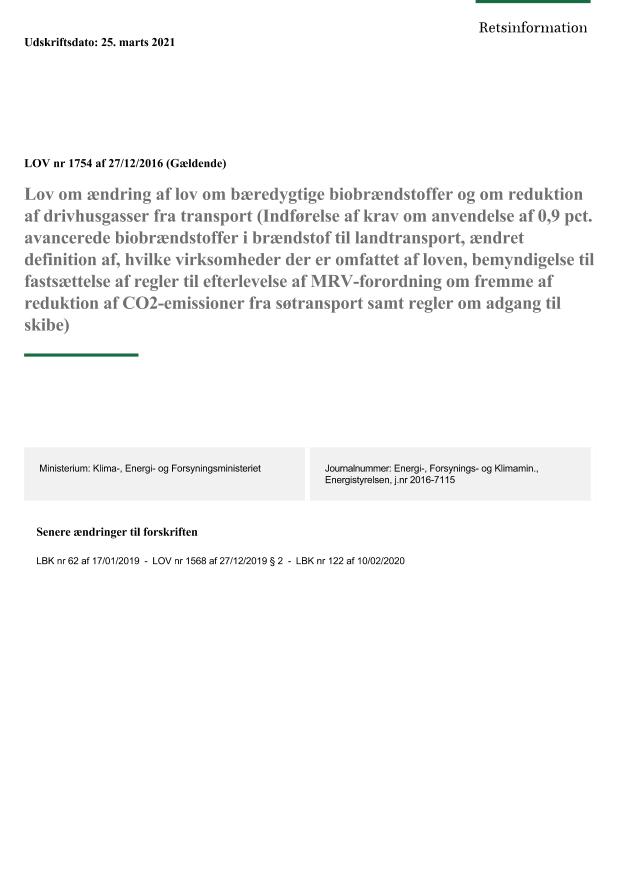 Retsinformation
Udskriftsdato: 25. marts 2021
LOV nr 1754 af 27/12/2016 (Gældende)
Lov om ændring af lov om bæredygtige biobrændstoffer og om reduktion
af drivhusgasser fra transport (Indførelse af krav om anvendelse af 0,9 pct.
avancerede biobrændstoffer i brændstof til landtransport, ændret
definition af, hvilke virksomheder der er omfattet af loven, bemyndigelse til
fastsættelse af regler til efterlevelse af MRV-forordning om fremme af
reduktion af CO2-emissioner fra søtransport samt regler om adgang til
skibe)
Ministerium: Klima-, Energi- og Forsyningsministeriet
Journalnummer: Energi-, Forsynings- og Klimamin.,
Energistyrelsen, j.nr 2016-7115
Senere ændringer til forskriften
LBK nr 62 af 17/01/2019 - LOV nr 1568 af 27/12/2019 § 2 - LBK nr 122 af 10/02/2020